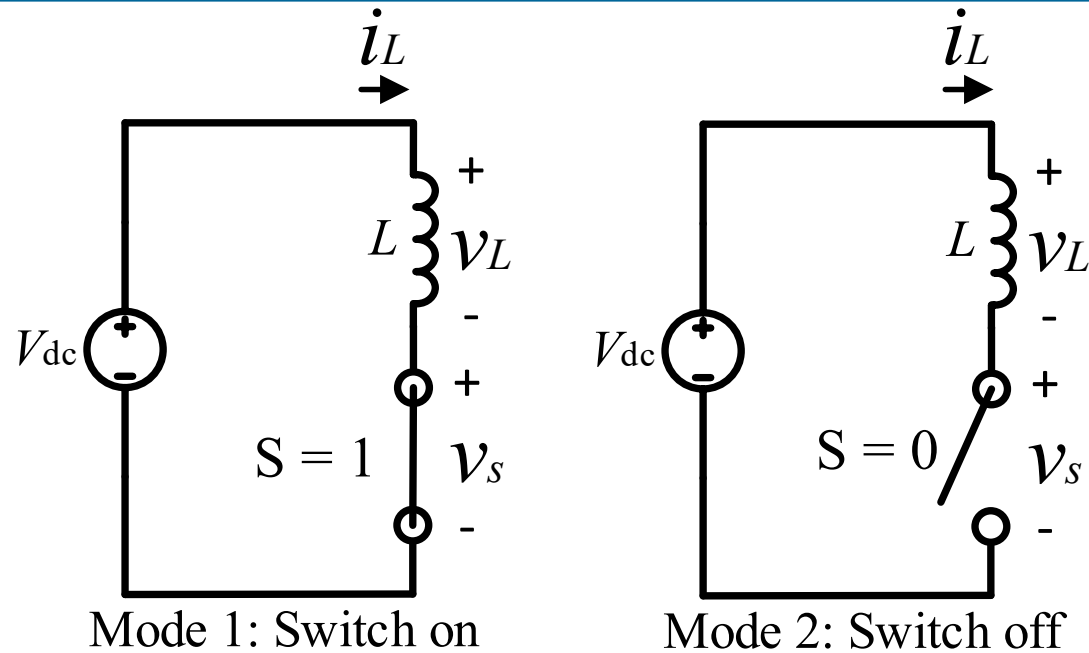 iL
iL
+
+
L
vL
L
vL
-
-
Vdc
+
-
Vdc
+
-
+
+
S = 1
vs
S = 0
vs
-
-
Mode 1: Switch on
Mode 2: Switch off